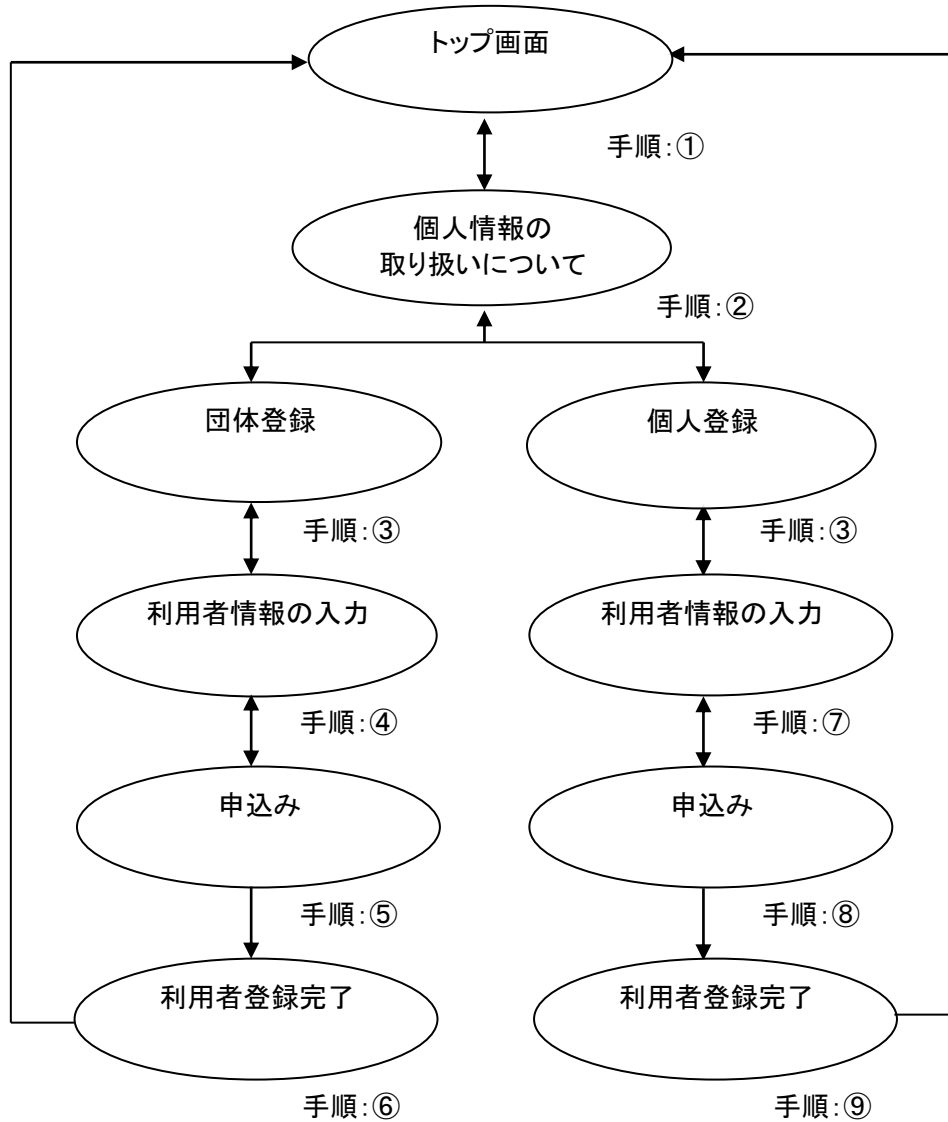 トップ画面
手順：①
個人情報の
取り扱いについて
手順：②
団体登録
個人登録
手順：③
手順：③
利用者情報の入力
利用者情報の入力
手順：④
手順：⑦
申込み
申込み
手順：⑤
手順：⑧
利用者登録完了
利用者登録完了
手順：⑥
手順：⑨